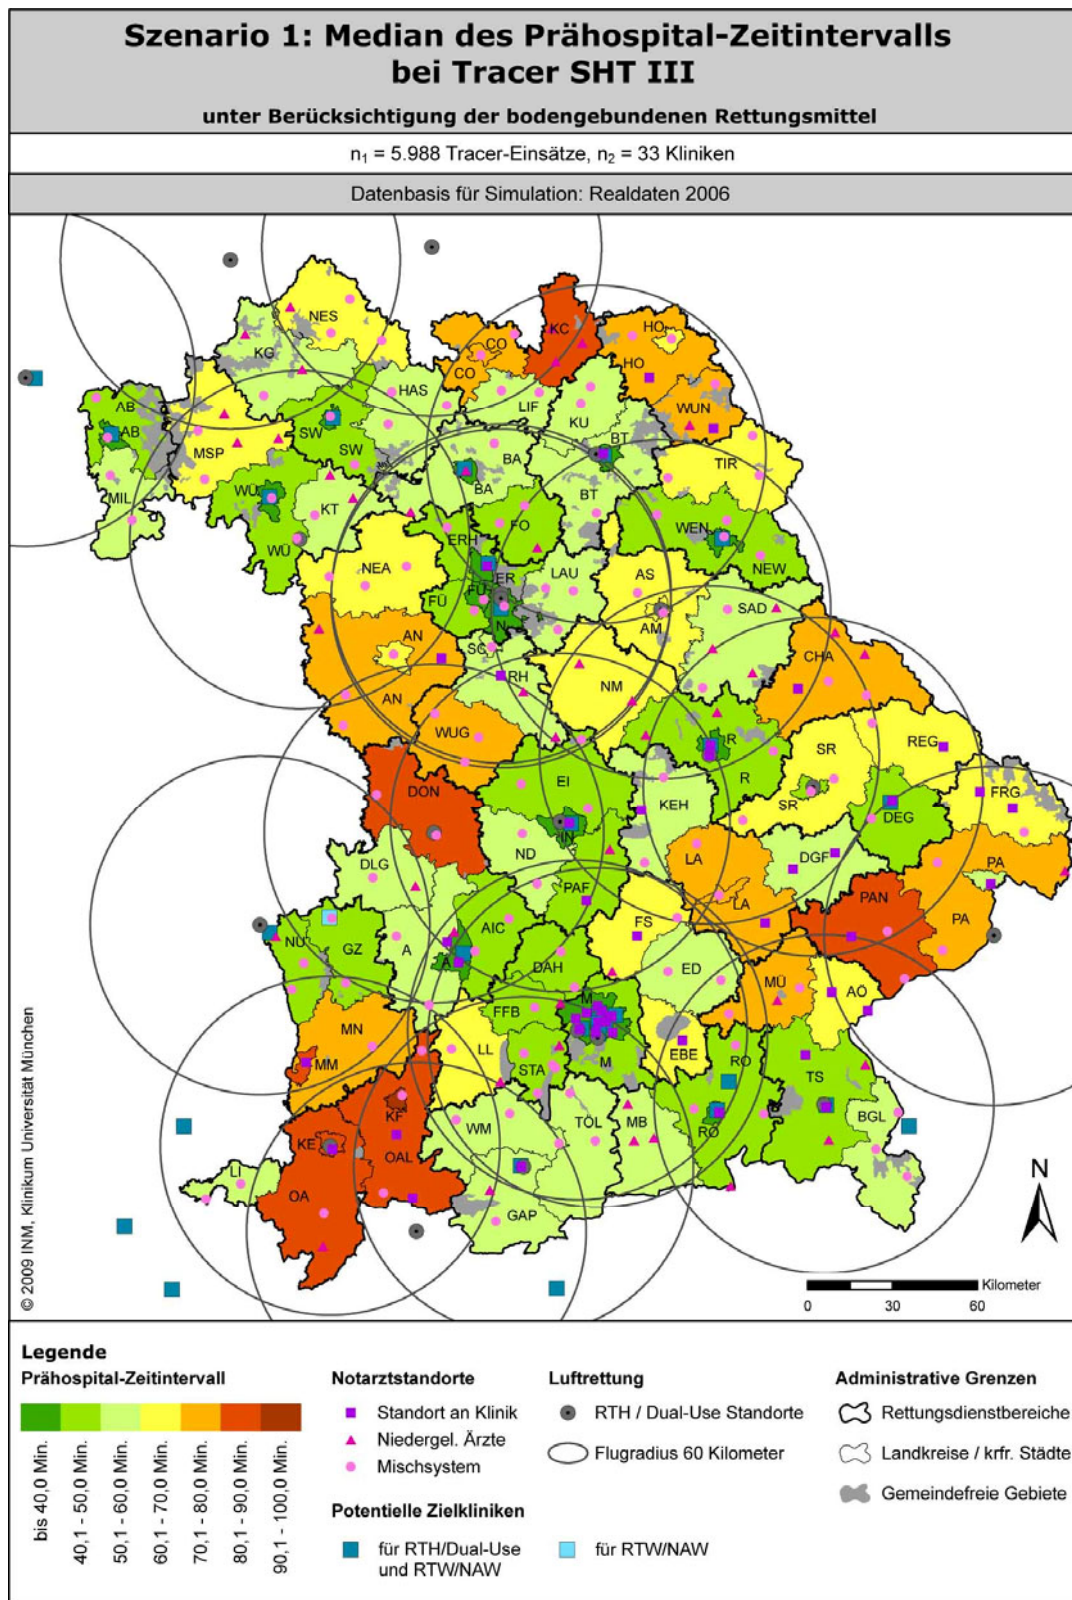 Szenario 1: Median des Prähospital-Zeitintervalls
bei Tracer SHT III
unter Berücksichtigung der bodengebundenen Rettungsmittel
n₁ = 5.988 Tracer-Einsätze, n₂ = 33 Kliniken
Datenbasis für Simulation: Realdaten 2006
NES
KG
CO
CO
KC
HO
HO
WUN
HAS
LIF
KU
BT
TIR
AB
AB
MSP
SW
SW
BA
BA
BT
MIL
WÜ
WÜ
KT
FO
WEN
NEW
ERH
NEA
ER
LAU
AS
FÜ
FÜ
N
AM
SAD
AN
SC
RH
NM
CHA
AN
WUG
R
R
SR
REG
DON
EI
SR
KEH
DEG
FRG
IN
ND
LA
DGF
PA
DLG
PAF
LA
PAN
PA
NU
GZ
A
A
AIC
FS
DAH
ED
MÜ
AÖ
MN
FFB
M
M
LL
EBE
RO
TS
MM
STA
KF
WM
TÖL
MB
RO
BGL
KE
OAL
LI
OA
GAP
N
Kilometer
0 30 60
© 2009 INM, Klinikum Universität München
Legende
Prähospital-Zeitintervall
bis 40,0 Min.
40,1 - 50,0 Min.
50,1 - 60,0 Min.
60,1 - 70,0 Min.
70,1 - 80,0 Min.
80,1 - 90,0 Min.
90,1 - 100,0 Min.
Notarztstandorte
Standort an Klinik
Niedergel. Ärzte
Mischsystem
Potentielle Zielkliniken
für RTH/Dual-Use
und RTW/NAW
für RTW/NAW
Luftrettung
RTH / Dual-Use Standorte
Flugradius 60 Kilometer
Administrative Grenzen
Rettungsdienstbereiche
Landkreise / krfr. Städte
Gemeindefreie Gebiete